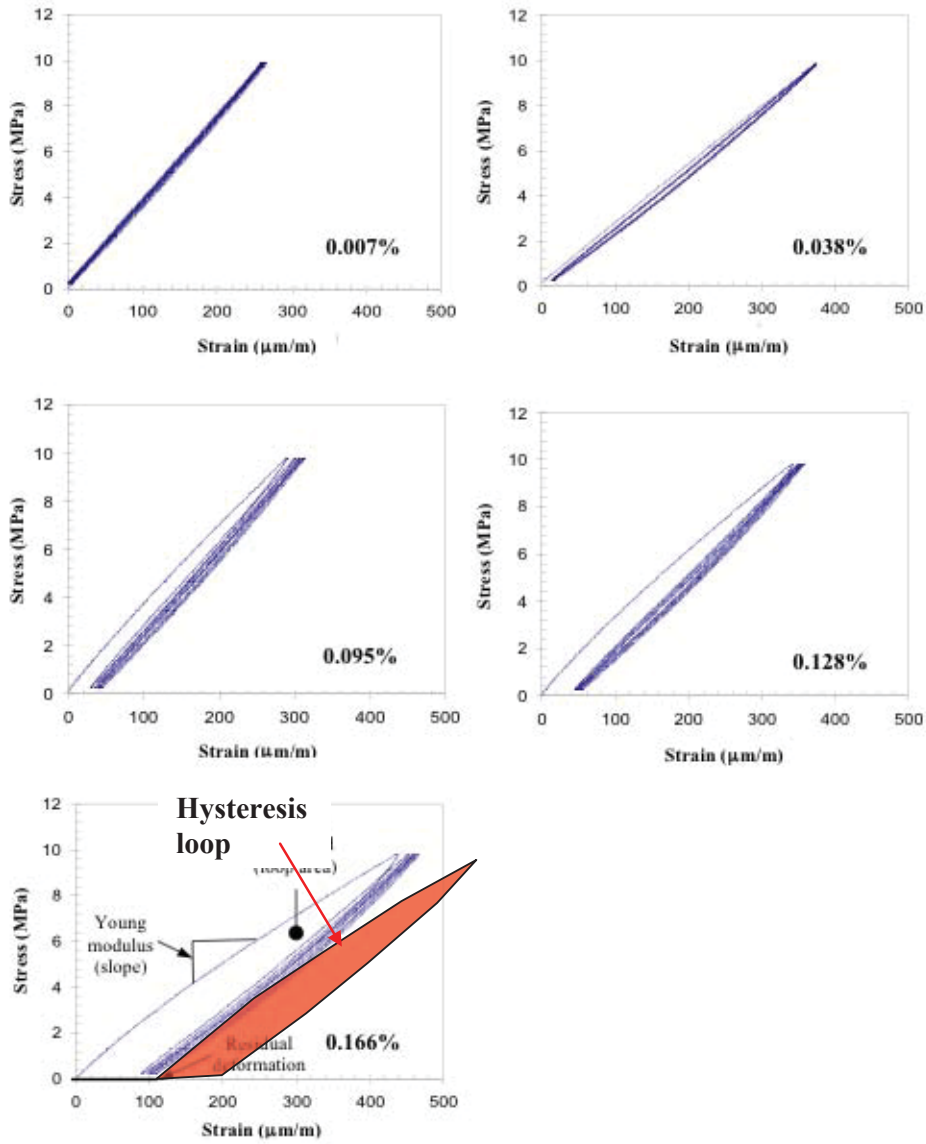 12
10
8
6
4
2
0
Stress (MPa)
0.007%
0 100 200 300 400 500
Strain (μm/m)
12
10
8
6
4
2
0
Stress (MPa)
0.038%
0 100 200 300 400 500
Strain (μm/m)
12
10
8
6
4
2
0
Stress (MPa)
0.095%
0 100 200 300 400 500
Strain (μm/m)
12
10
8
6
4
2
0
Stress (MPa)
0.128%
0 100 200 300 400 500
Strain (μm/m)
12
10
8
6
4
2
0
Stress (MPa)
Hysteresis
loop
(loop area)
Young
modulus
(slope)
0.166%
Residual
deformation
0 100 200 300 400 500
Strain (μm/m)